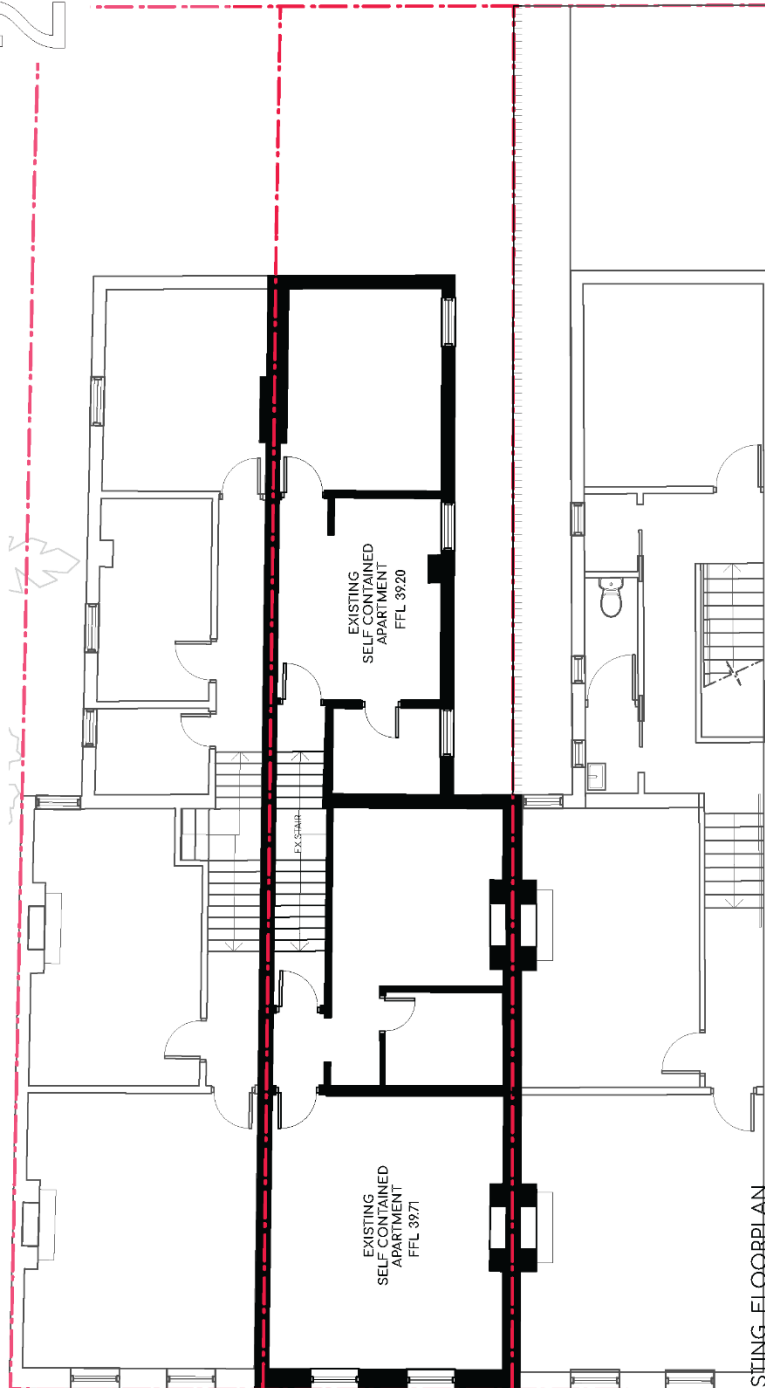 EXISTING
SELF CONTAINED
APARTMENT
FFL 39.20
EX.STAIR
EXISTING
SELF CONTAINED
APARTMENT
FFL 39.71
STING FLOORPLAN